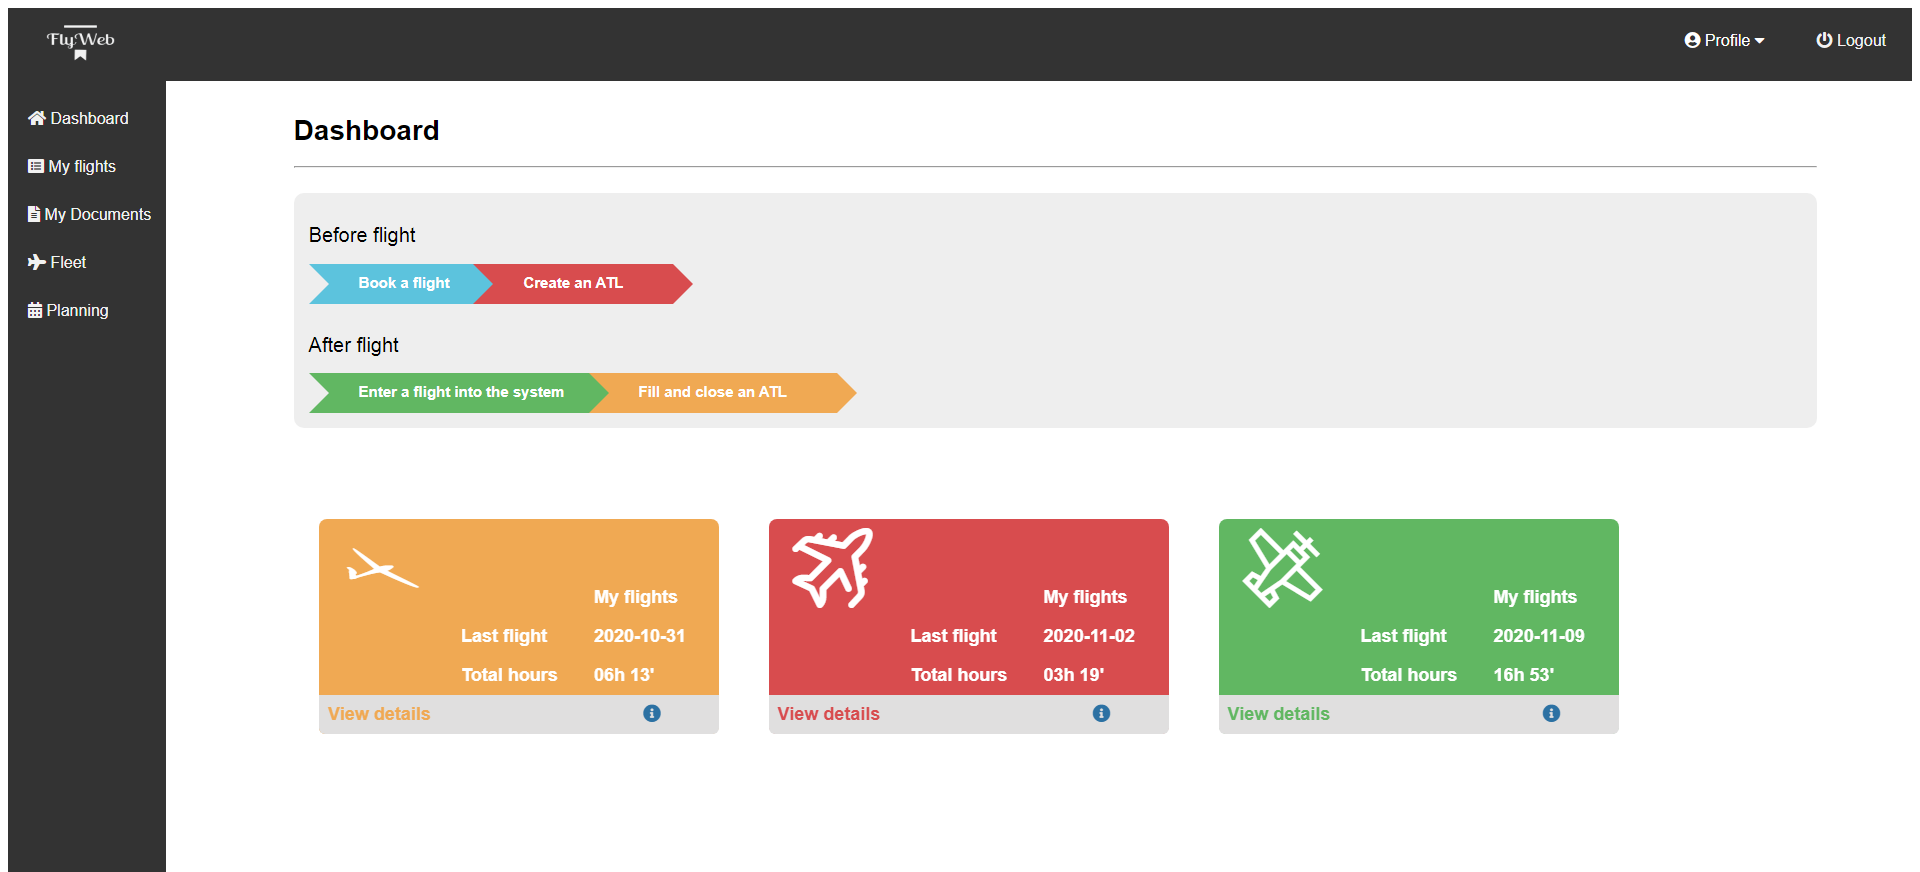 FlyWeb
Profile
Logout
Dashboard
My flights
My Documents
Fleet
Planning
Dashboard
Before flight
Book a flight
Create an ATL
After flight
Enter a flight into the system
Fill and close an ATL
My flights
Last flight 2020-10-31
Total hours 06h 13'
View details
My flights
Last flight 2020-11-02
Total hours 03h 19'
View details
My flights
Last flight 2020-11-09
Total hours 16h 53'
View details